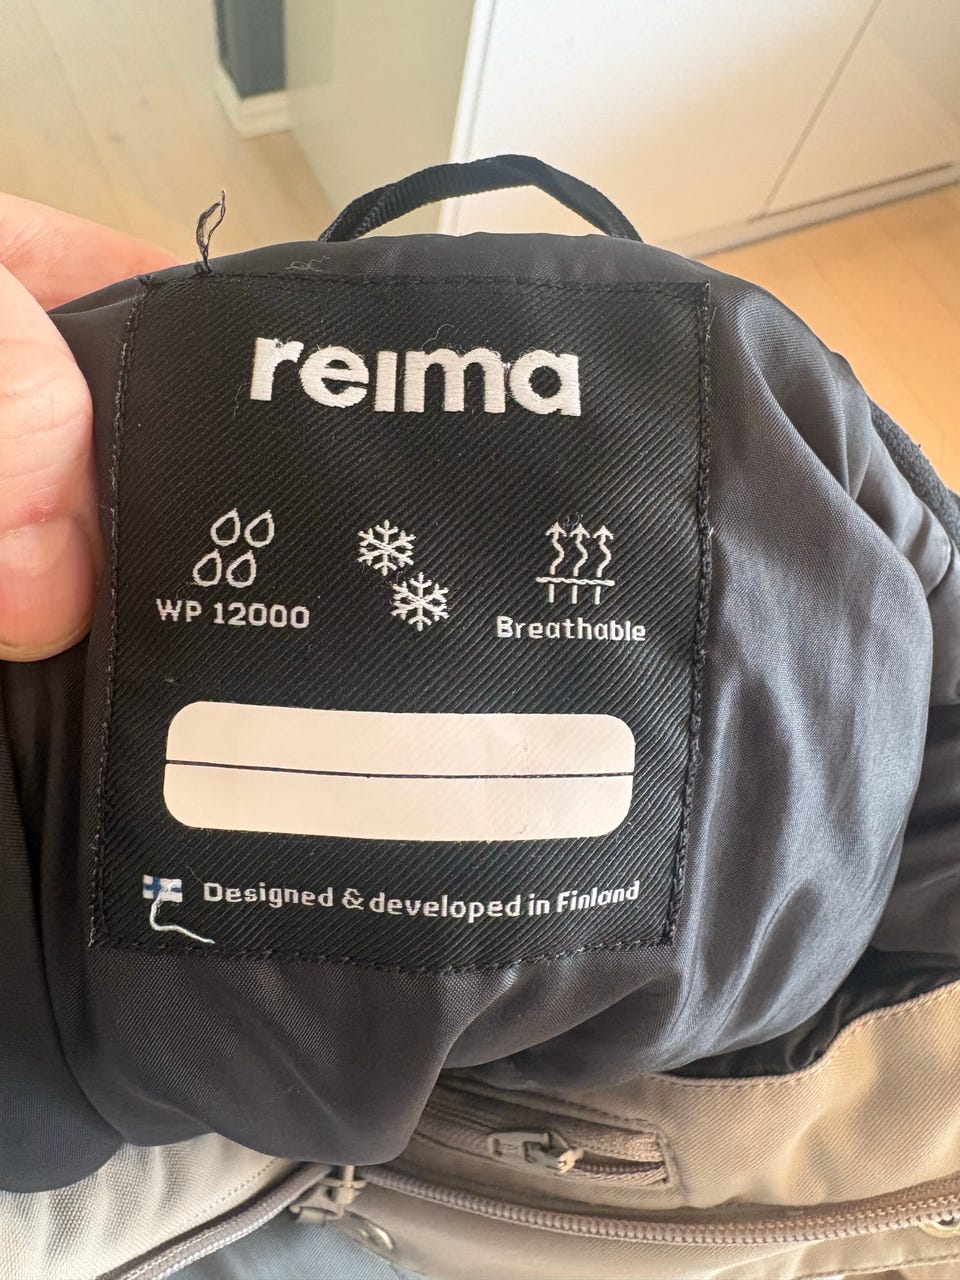 reima
WP 12000
Breathable
Designed & developed in Finland